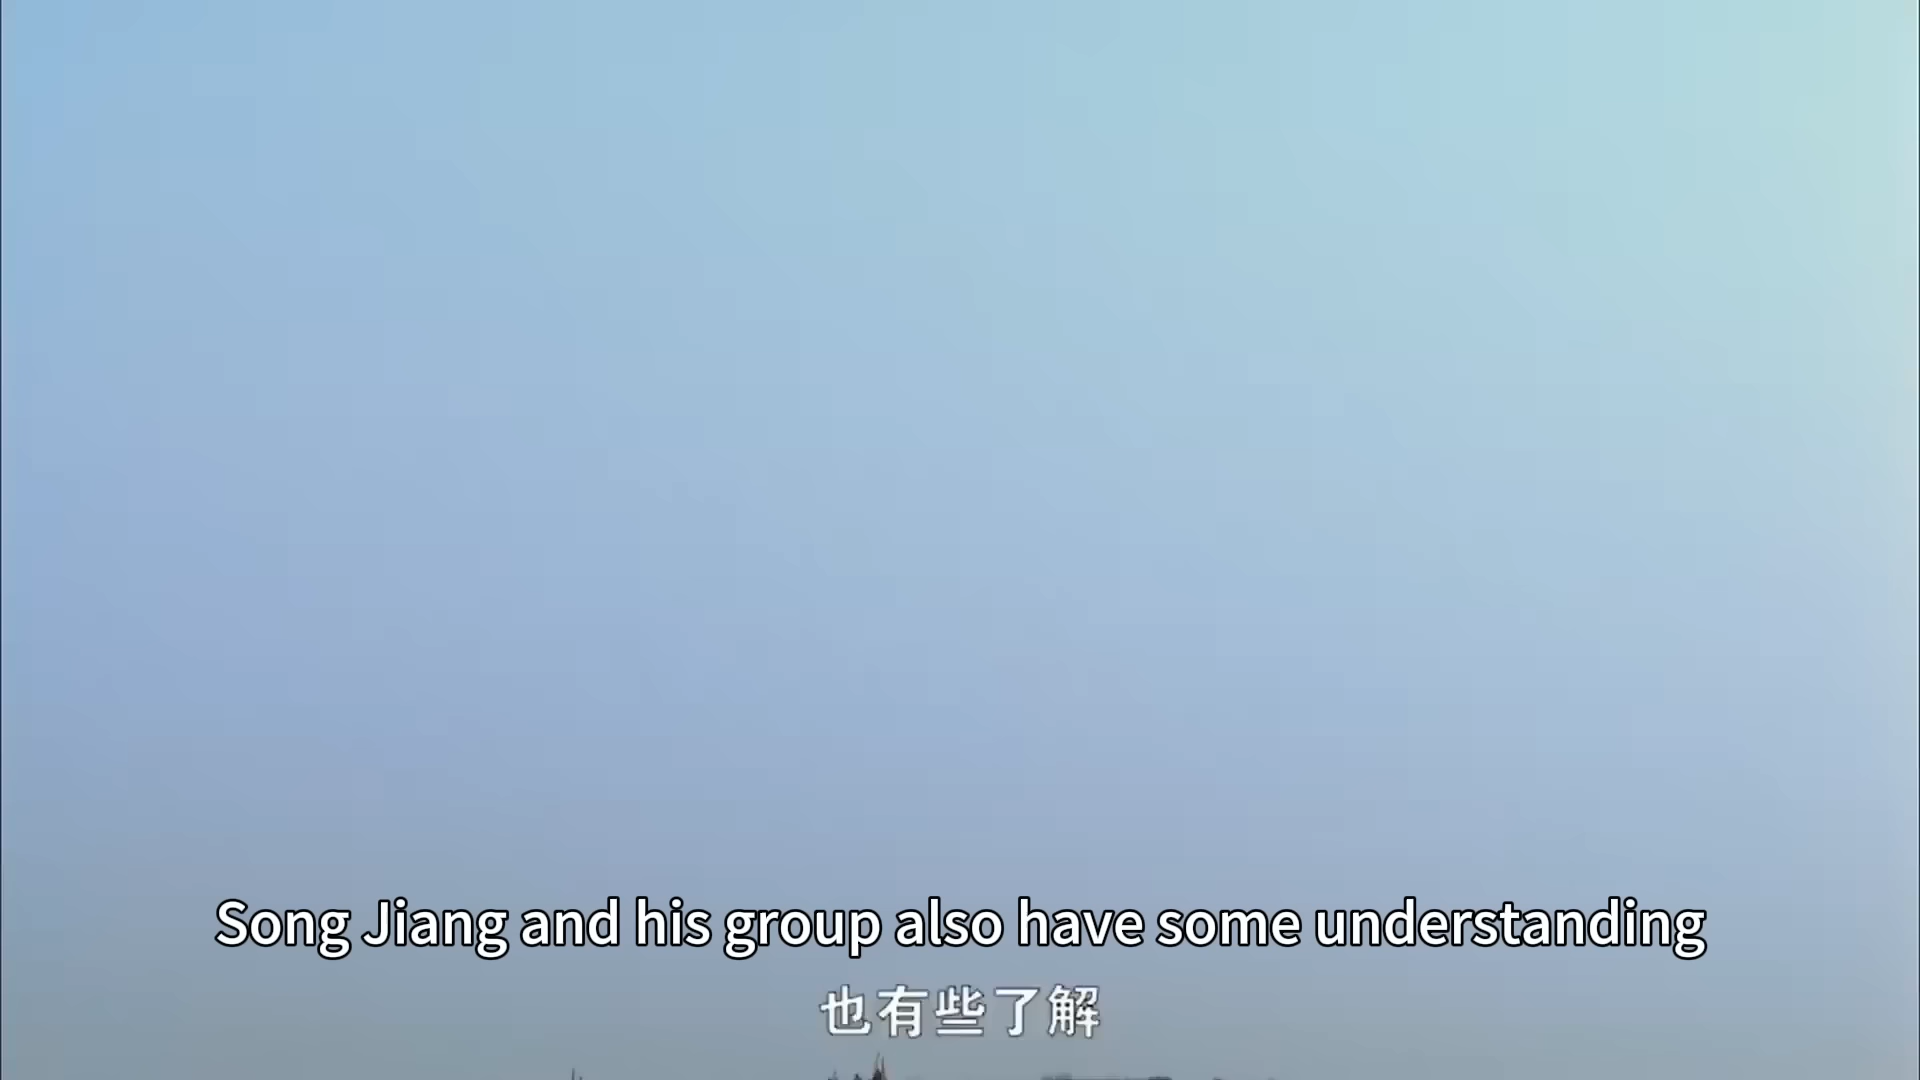 Song Jiang and his group also have some understanding
也有些了解